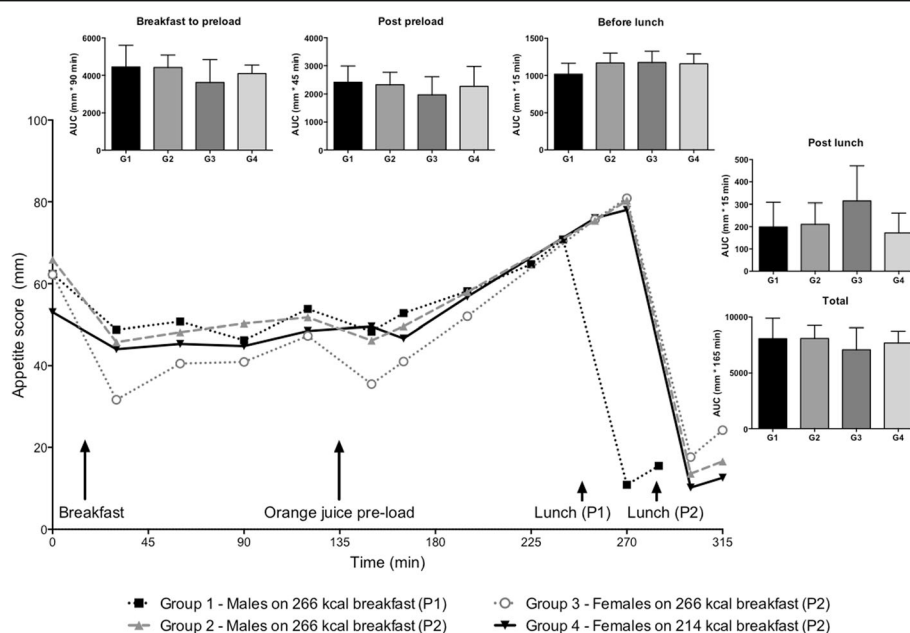 Breakfast to preload
AUC (mm * 90 min)
6000
4000
2000
0
G1 G2 G3 G4
Post preload
AUC (mm * 45 min)
4000
3000
2000
1000
0
G1 G2 G3 G4
Before lunch
AUC (mm * 15 min)
1500
1000
500
0
G1 G2 G3 G4
Post lunch
AUC (mm * 15 min)
500
400
300
200
100
0
G1 G2 G3 G4
Total
AUC (mm * 165 min)
10000
5000
0
G1 G2 G3 G4
Appetite score (mm)
100
80
60
40
20
0
Breakfast
Orange juice pre-load
Lunch (P1)
Lunch (P2)
0 45 90 135 180 225 270 315
Time (min)
Group 1 - Males on 266 kcal breakfast (P1)
Group 3 - Females on 266 kcal breakfast (P2)
Group 2 - Males on 266 kcal breakfast (P2)
Group 4 - Females on 214 kcal breakfast (P2)